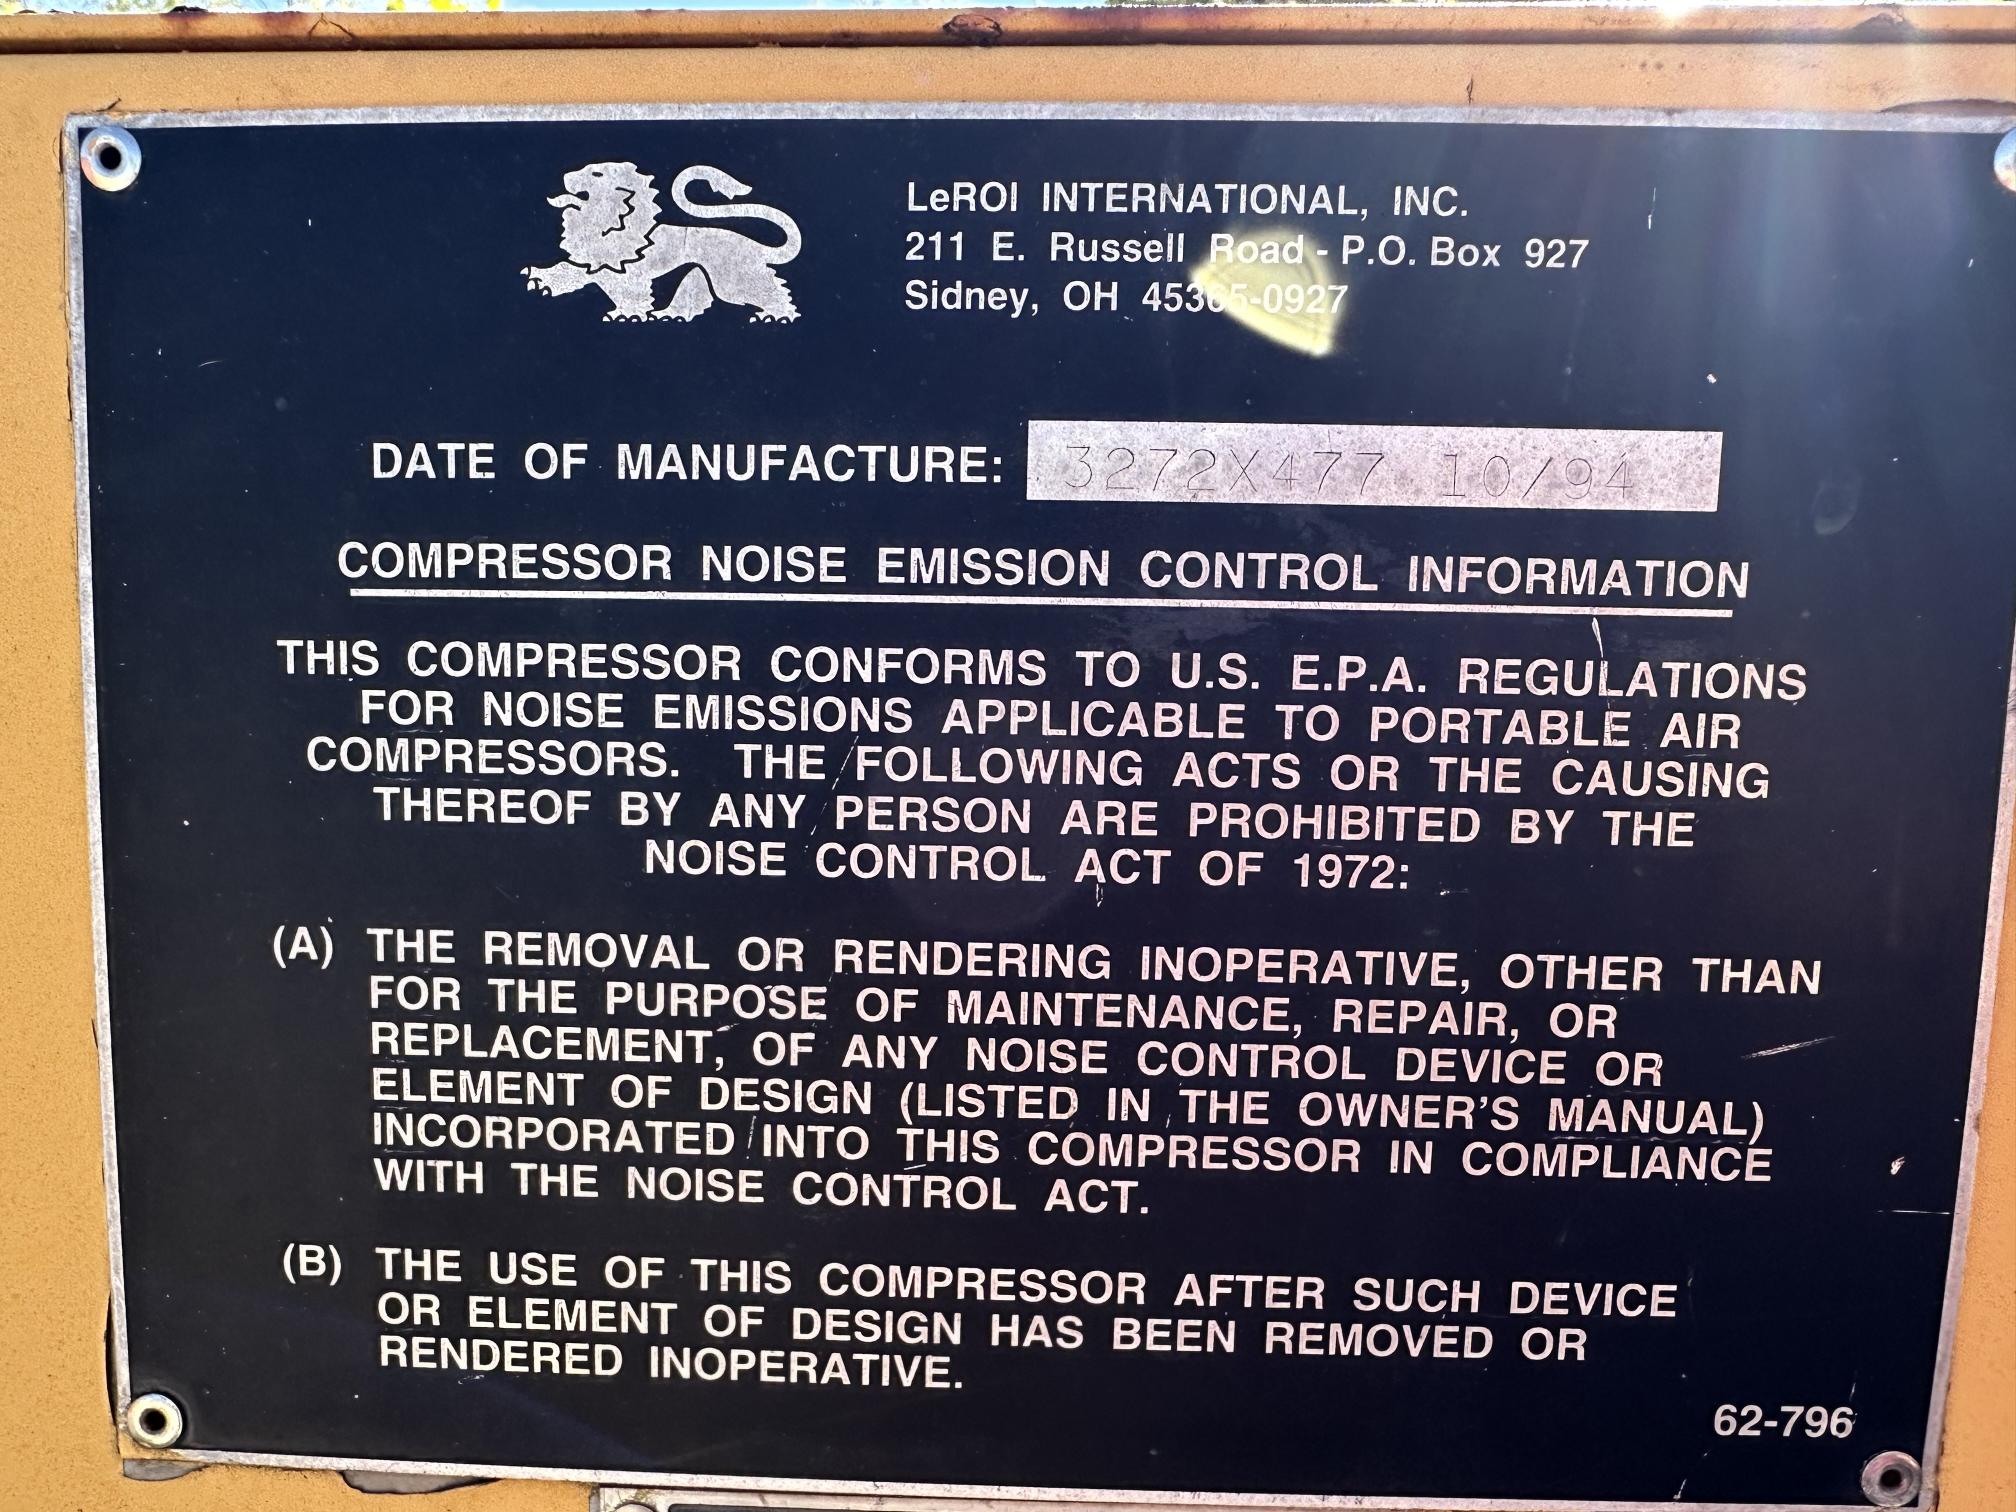 LeROI INTERNATIONAL, INC.
211 E. Russell Road - P.O. Box 927
Sidney, OH 45365-0927
DATE OF MANUFACTURE: 3272X477 10/94
COMPRESSOR NOISE EMISSION CONTROL INFORMATION
THIS COMPRESSOR CONFORMS TO U.S. E.P.A. REGULATIONS
FOR NOISE EMISSIONS APPLICABLE TO PORTABLE AIR
COMPRESSORS. THE FOLLOWING ACTS OR THE CAUSING
THEREOF BY ANY PERSON ARE PROHIBITED BY THE
NOISE CONTROL ACT OF 1972:
(A) THE REMOVAL OR RENDERING INOPERATIVE, OTHER THAN
FOR THE PURPOSE OF MAINTENANCE, REPAIR, OR
REPLACEMENT, OF ANY NOISE CONTROL DEVICE OR
ELEMENT OF DESIGN (LISTED IN THE OWNER'S MANUAL)
INCORPORATED INTO THIS COMPRESSOR IN COMPLIANCE
WITH THE NOISE CONTROL ACT.
(B) THE USE OF THIS COMPRESSOR AFTER SUCH DEVICE
OR ELEMENT OF DESIGN HAS BEEN REMOVED OR
RENDERED INOPERATIVE.
62-796